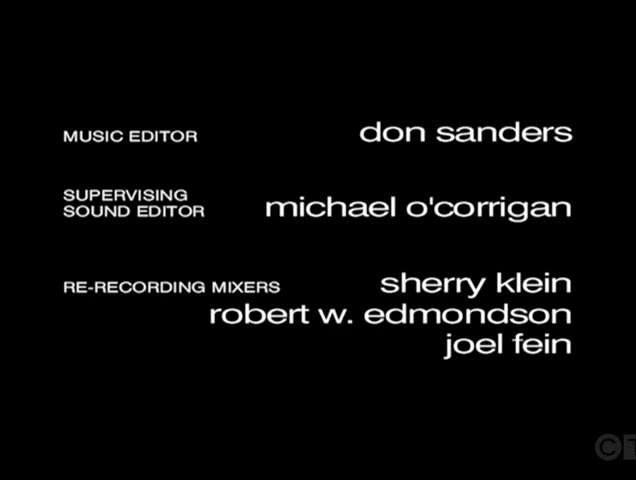 MUSIC EDITOR don sanders
SUPERVISING
SOUND EDITOR michael o'corrigan
RE-RECORDING MIXERS sherry klein
robert w. edmondson
joel fein